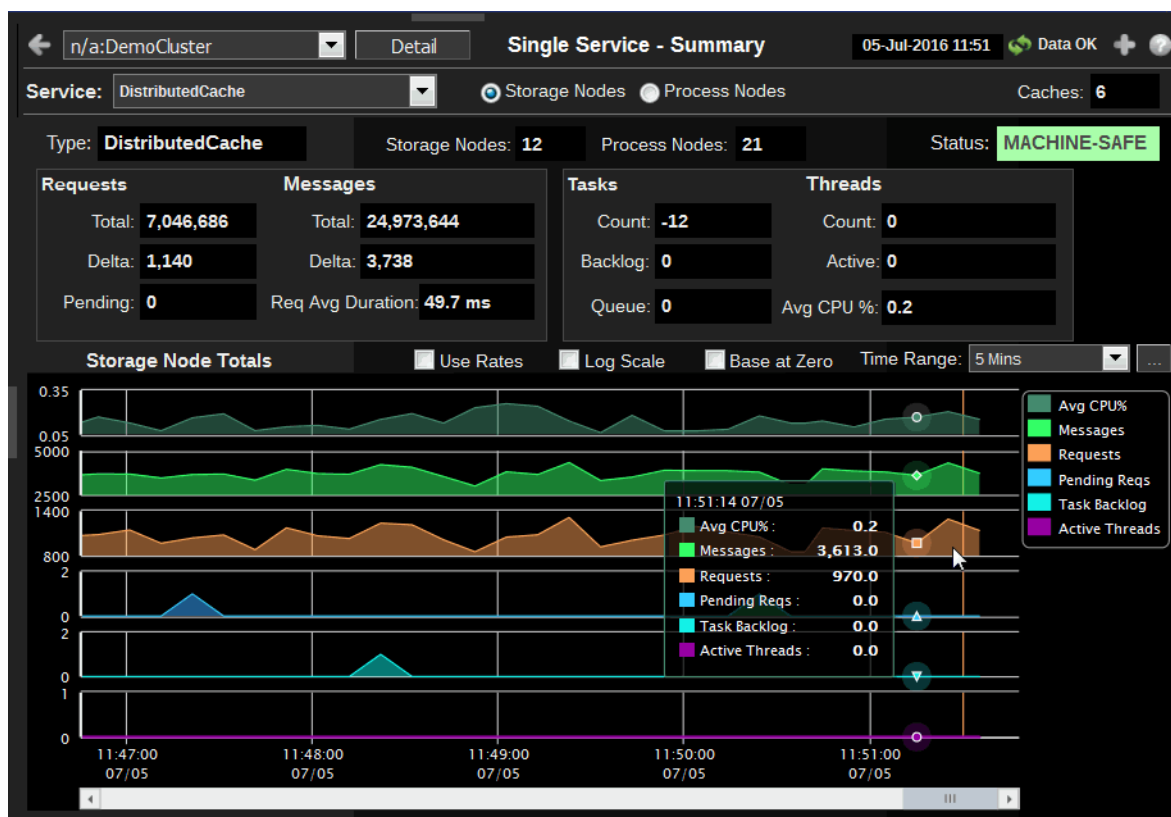 n/a:DemoCluster Detail Single Service - Summary 05-Jul-2016 11:51 Data OK ?
Service: DistributedCache Storage Nodes Process Nodes Caches: 6
Type: DistributedCache Storage Nodes: 12 Process Nodes: 21 Status: MACHINE-SAFE
Requests Messages Tasks Threads
Total: 7,046,686 Total: 24,973,644 Count: -12 Count: 0
Delta: 1,140 Delta: 3,738 Backlog: 0 Active: 0
Pending: 0 Req Avg Duration: 49.7 ms Queue: 0 Avg CPU %: 0.2
Storage Node Totals Use Rates Log Scale Base at Zero Time Range: 5 Mins ...
0.35
0.05
5000
2500
1400
800
2
0
2
0
1
0
11:51:14 07/05
Avg CPU% : 0.2
Messages : 3,613.0
Requests : 970.0
Pending Reqs : 0.0
Task Backlog : 0.0
Active Threads : 0.0
Avg CPU%
Messages
Requests
Pending Reqs
Task Backlog
Active Threads
11:47:00 11:48:00 11:49:00 11:50:00 11:51:00
07/05 07/05 07/05 07/05 07/05